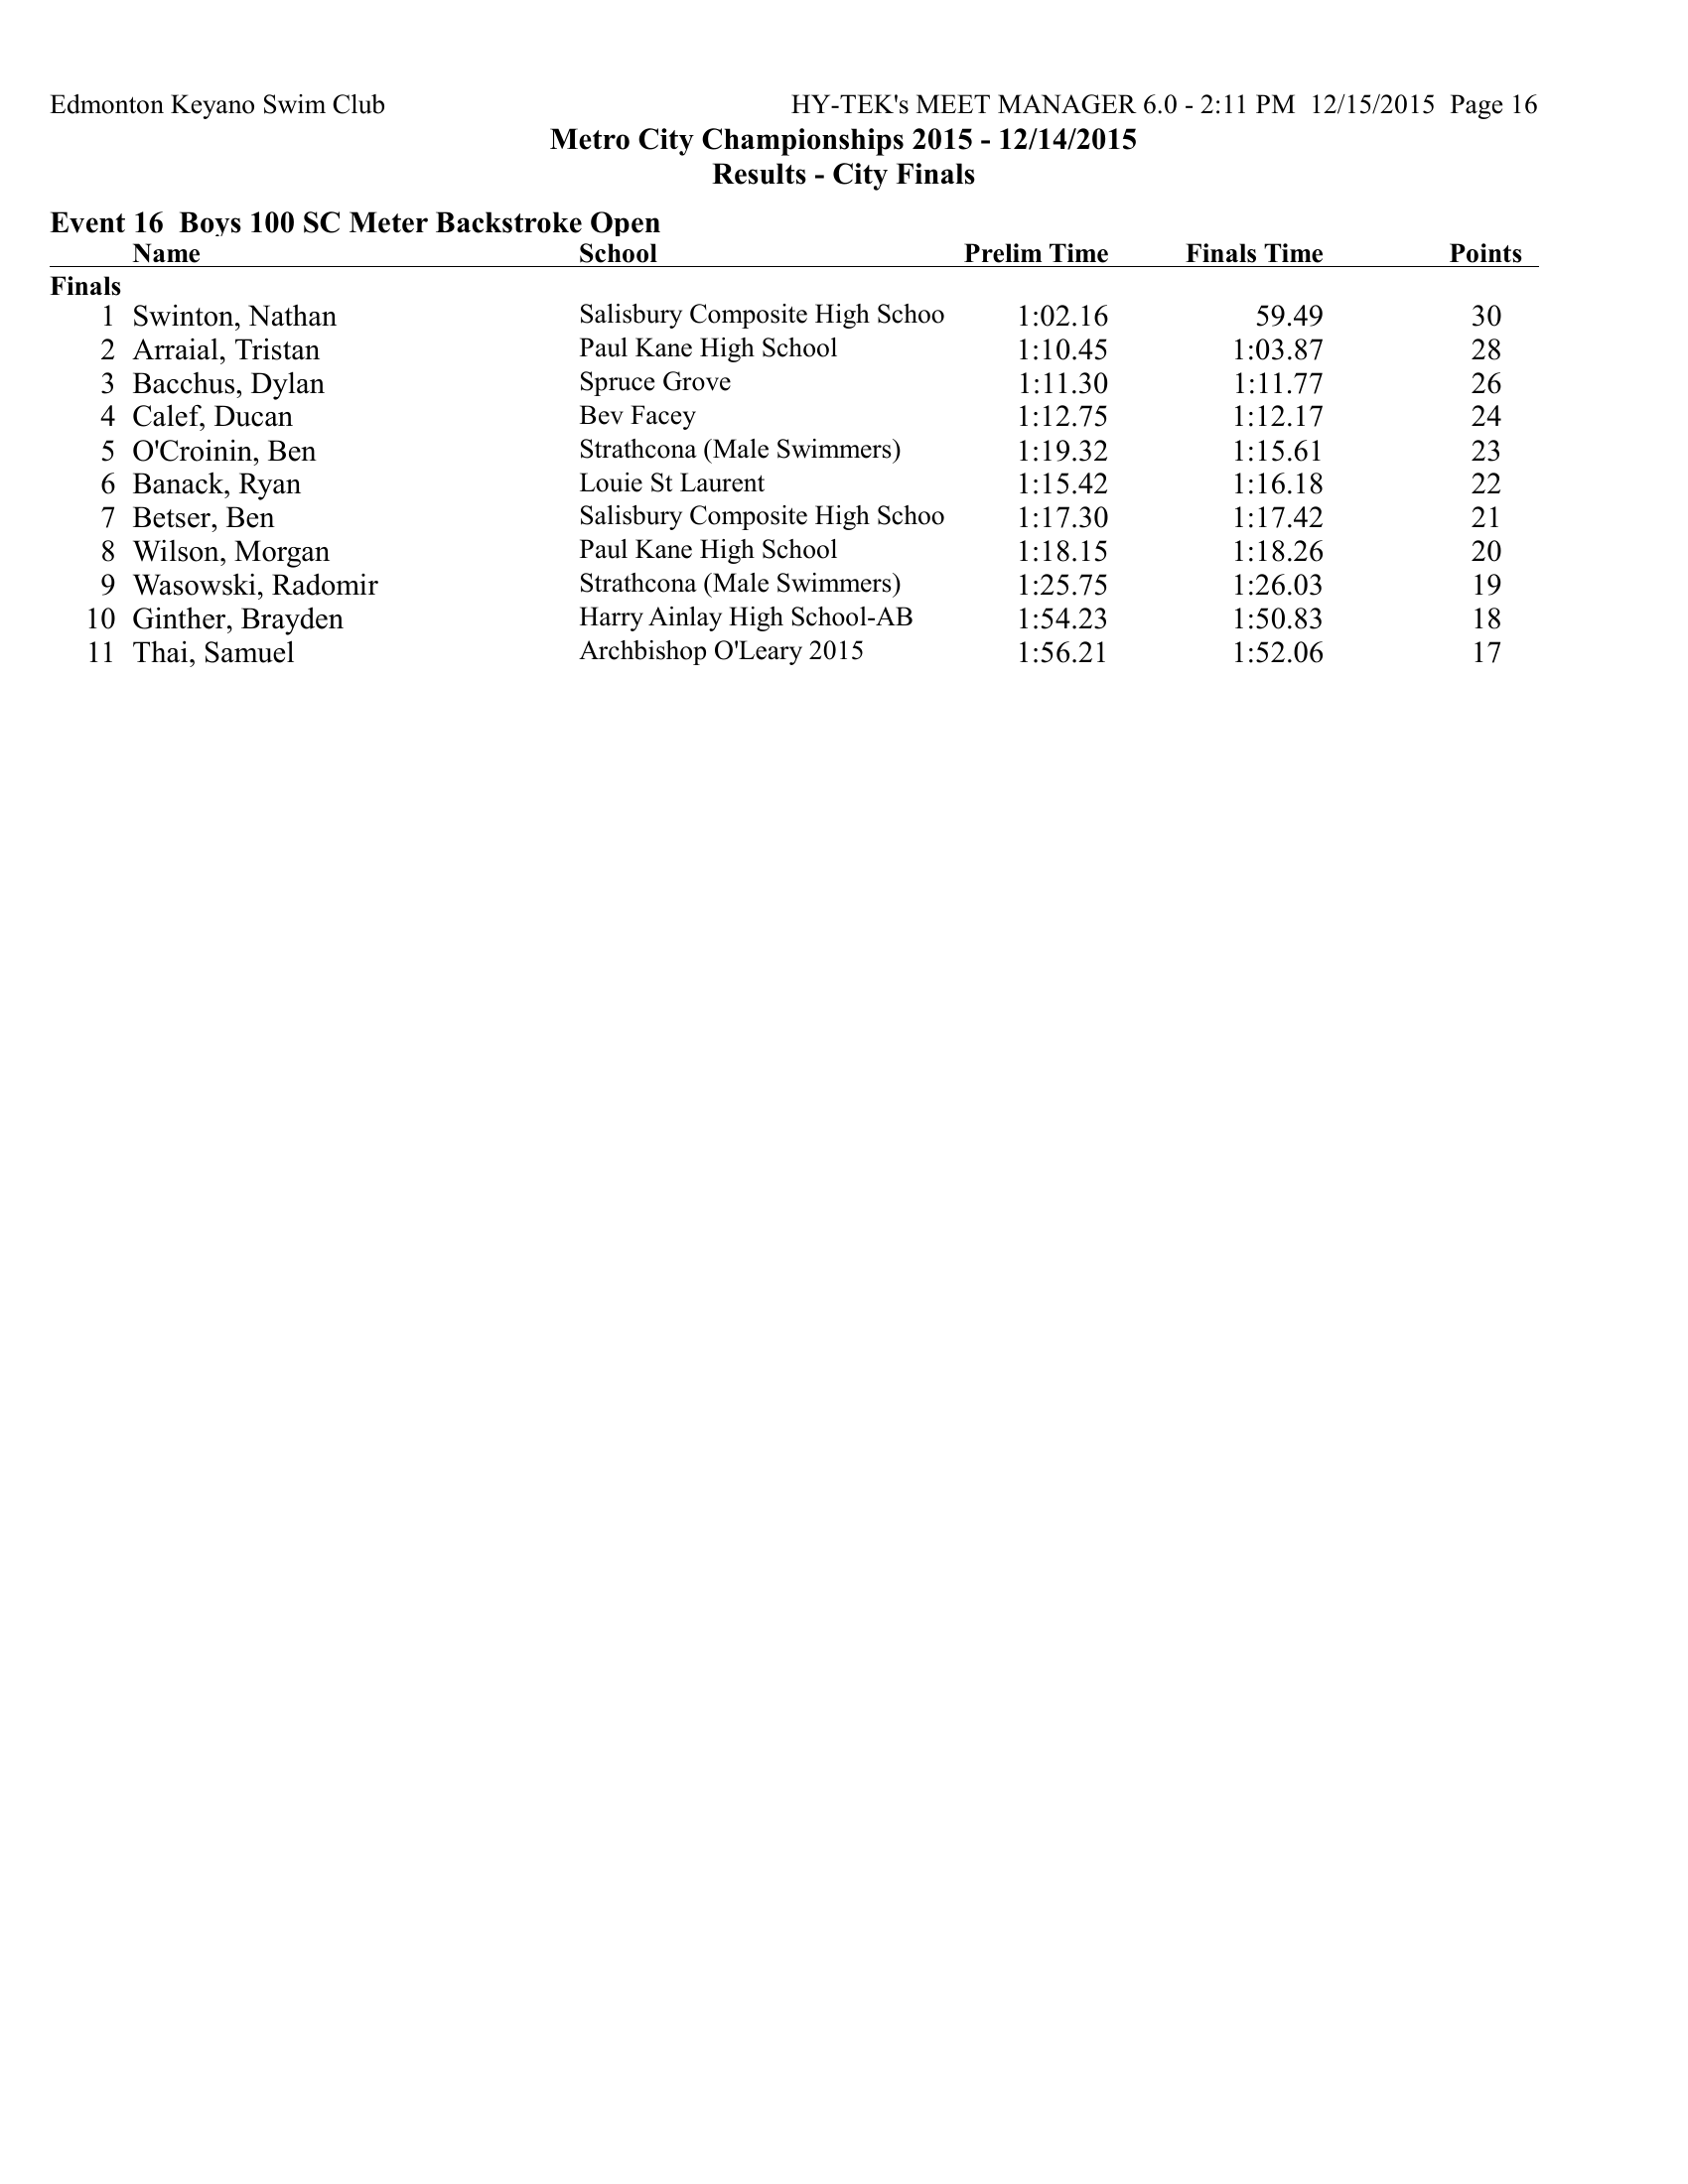 Edmonton Keyano Swim Club HY-TEK's MEET MANAGER 6.0 - 2:11 PM 12/15/2015 Page 16
Metro City Championships 2015 - 12/14/2015
Results - City Finals
Event 16 Boys 100 SC Meter Backstroke Open
Name School Prelim Time Finals Time Points
Finals
1 Swinton, Nathan Salisbury Composite High Schoo 1:02.16 59.49 30
2 Arraial, Tristan Paul Kane High School 1:10.45 1:03.87 28
3 Bacchus, Dylan Spruce Grove 1:11.30 1:11.77 26
4 Calef, Ducan Bev Facey 1:12.75 1:12.17 24
5 O'Croinin, Ben Strathcona (Male Swimmers) 1:19.32 1:15.61 23
6 Banack, Ryan Louie St Laurent 1:15.42 1:16.18 22
7 Betser, Ben Salisbury Composite High Schoo 1:17.30 1:17.42 21
8 Wilson, Morgan Paul Kane High School 1:18.15 1:18.26 20
9 Wasowski, Radomir Strathcona (Male Swimmers) 1:25.75 1:26.03 19
10 Ginther, Brayden Harry Ainlay High School-AB 1:54.23 1:50.83 18
11 Thai, Samuel Archbishop O'Leary 2015 1:56.21 1:52.06 17